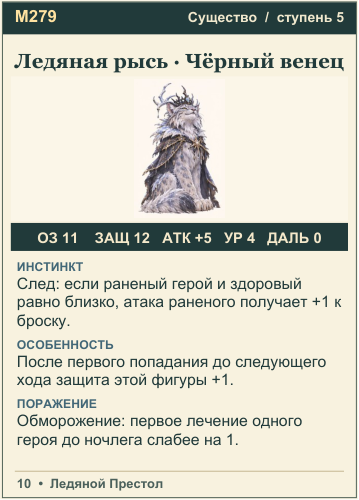 М279 Существо / ступень 5
Ледяная рысь · Чёрный венец
ОЗ 11 ЗАЩ 12 АТК +5 УР 4 ДАЛЬ 0
ИНСТИНКТ
След: если раненый герой и здоровый
равно близко, атака раненого получает +1 к
броску.
ОСОБЕННОСТЬ
После первого попадания до следующего
хода защита этой фигуры +1.
ПОРАЖЕНИЕ
Обморожение: первое лечение одного
героя до ночлега слабее на 1.
10 • Ледяной Престол